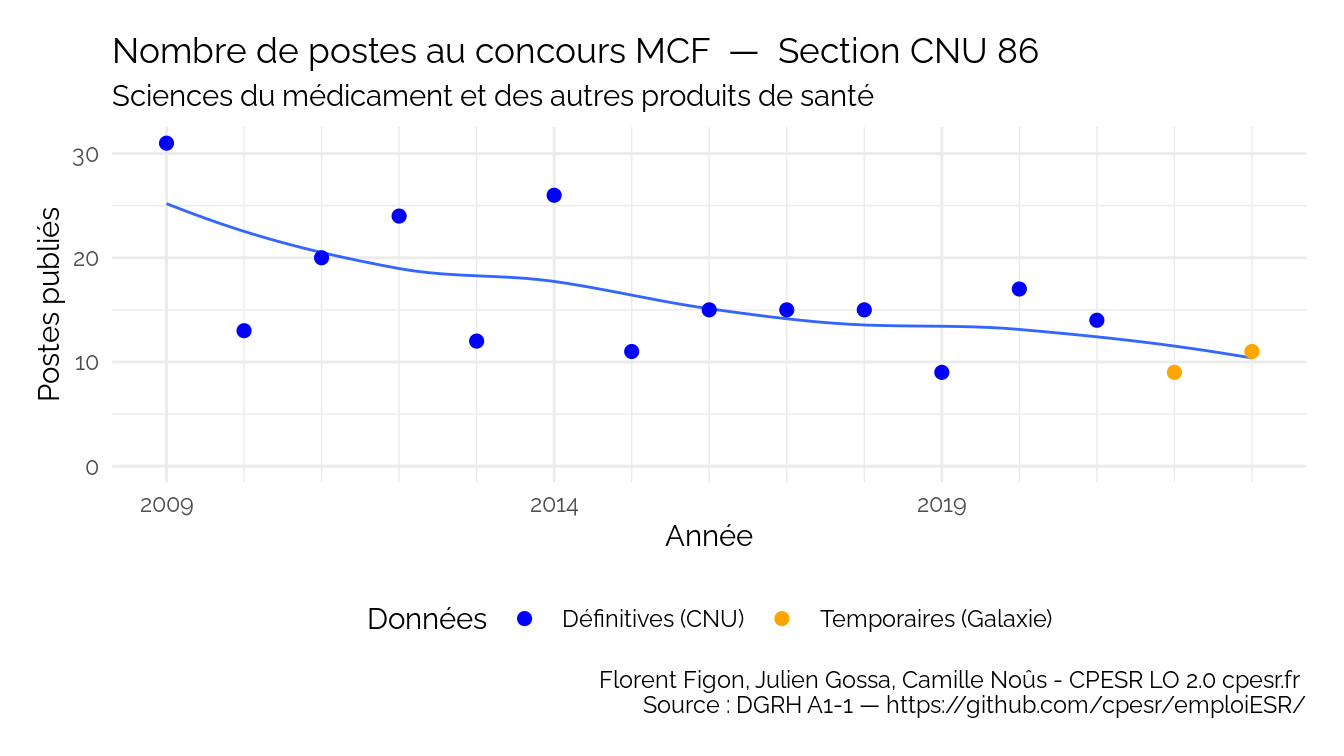 Nombre de postes au concours MCF — Section CNU 86
Sciences du médicament et des autres produits de santé
Postes publiés
30
20
10
0
2009 2014 2019
Année
Données Définitives (CNU) Temporaires (Galaxie)
Florent Figon, Julien Gossa, Camille Noûs - CPESR LO 2.0 cpesr.fr
Source : DGRH A1-1 — https://github.com/cpesr/emploiESR/